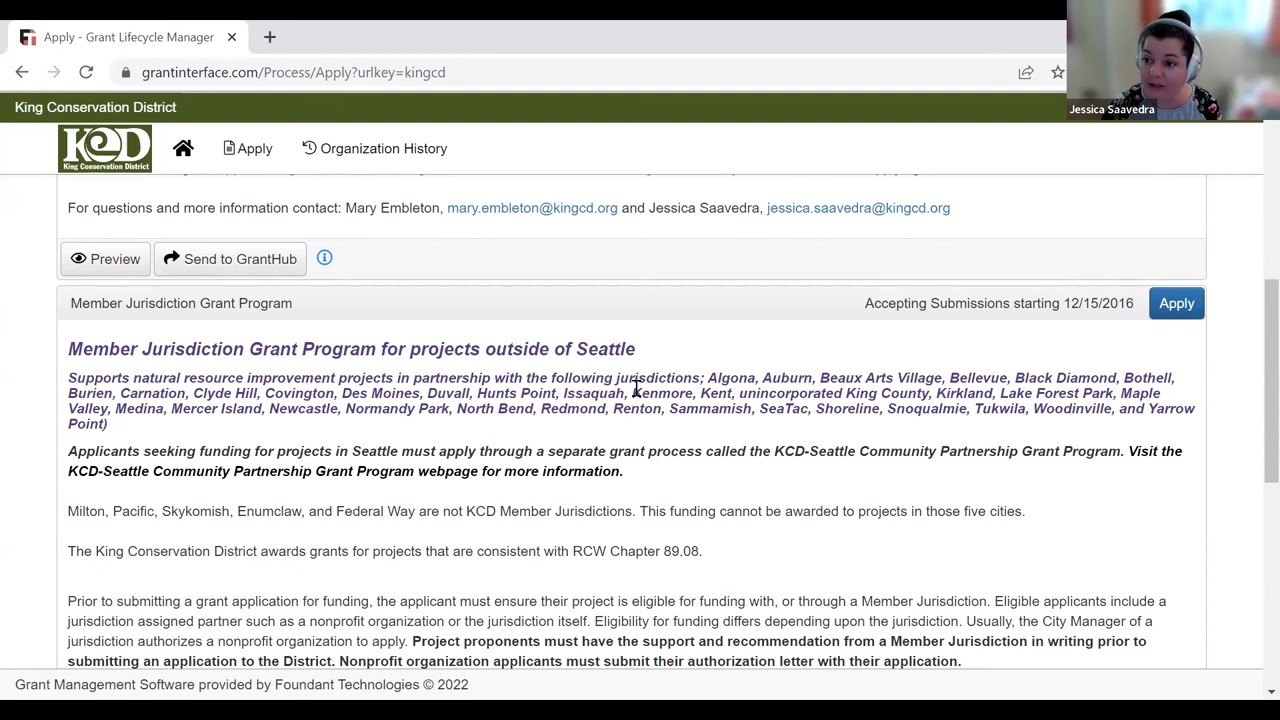 Apply - Grant Lifecycle Manager
grantinterface.com/Process/Apply?urlkey=kingcd
Jessica Saavedra
King Conservation District
KCD
King Conservation District
Apply
Organization History
For questions and more information contact: Mary Embleton, mary.embleton@kingcd.org and Jessica Saavedra, jessica.saavedra@kingcd.org
Preview
Send to GrantHub
Member Jurisdiction Grant Program
Accepting Submissions starting 12/15/2016
Apply
Member Jurisdiction Grant Program for projects outside of Seattle
Supports natural resource improvement projects in partnership with the following jurisdictions; Algona, Auburn, Beaux Arts Village, Bellevue, Black Diamond, Bothell,
Burien, Carnation, Clyde Hill, Covington, Des Moines, Duvall, Hunts Point, Issaquah, Kenmore, Kent, unincorporated King County, Kirkland, Lake Forest Park, Maple
Valley, Medina, Mercer Island, Newcastle, Normandy Park, North Bend, Redmond, Renton, Sammamish, SeaTac, Shoreline, Snoqualmie, Tukwila, Woodinville, and Yarrow
Point)
Applicants seeking funding for projects in Seattle must apply through a separate grant process called the KCD-Seattle Community Partnership Grant Program. Visit the
KCD-Seattle Community Partnership Grant Program webpage for more information.
Milton, Pacific, Skykomish, Enumclaw, and Federal Way are not KCD Member Jurisdictions. This funding cannot be awarded to projects in those five cities.
The King Conservation District awards grants for projects that are consistent with RCW Chapter 89.08.
Prior to submitting a grant application for funding, the applicant must ensure their project is eligible for funding with, or through a Member Jurisdiction. Eligible applicants include a
jurisdiction assigned partner such as a nonprofit organization or the jurisdiction itself. Eligibility for funding differs depending upon the jurisdiction. Usually, the City Manager of a
jurisdiction authorizes a nonprofit organization to apply. Project proponents must have the support and recommendation from a Member Jurisdiction in writing prior to
submitting an application to the District. Nonprofit organization applicants must submit their authorization letter with their application.
Grant Management Software provided by Foundant Technologies © 2022